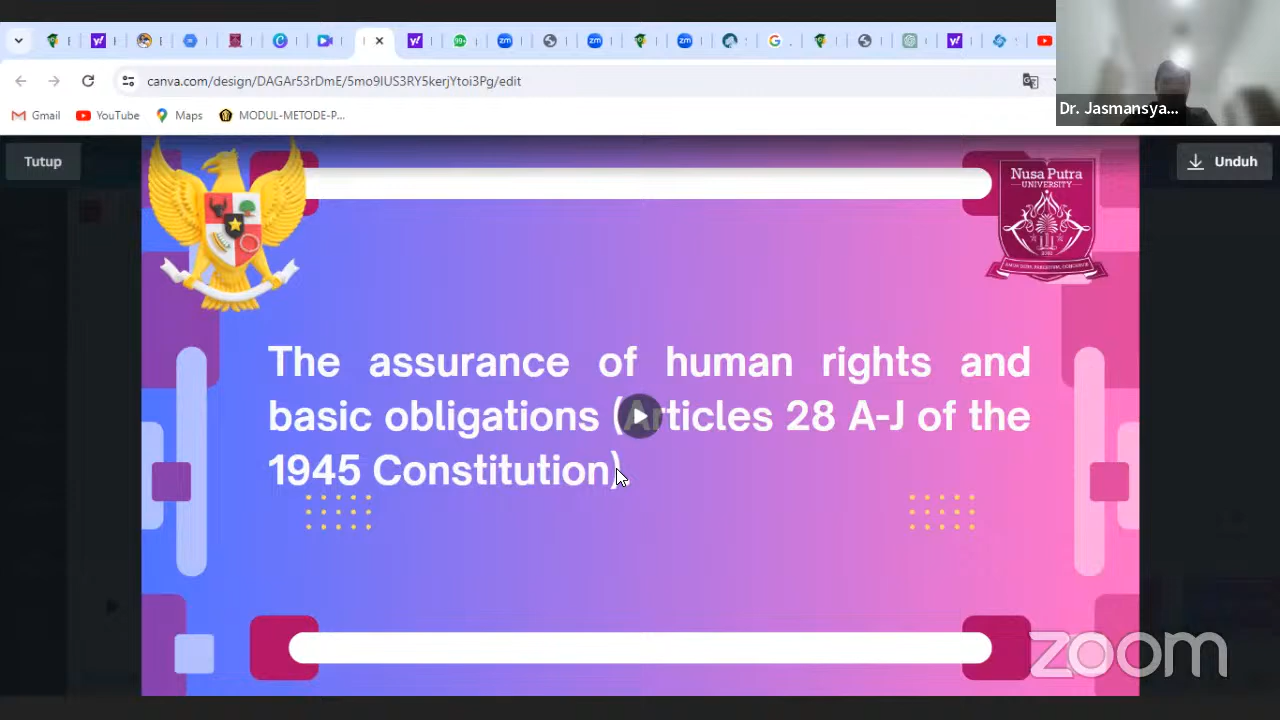 canva.com/design/DAGAr53rDmE/5mo9IUS3RY5kerjYtoi3Pg/edit
Dr. Jasmansya...
Gmail YouTube Maps MODUL-METODE-P...
Tutup
Unduh
Nusa Putra
UNIVERSITY
The assurance of human rights and
basic obligations (Articles 28 A-J of the
1945 Constitution)
zoom